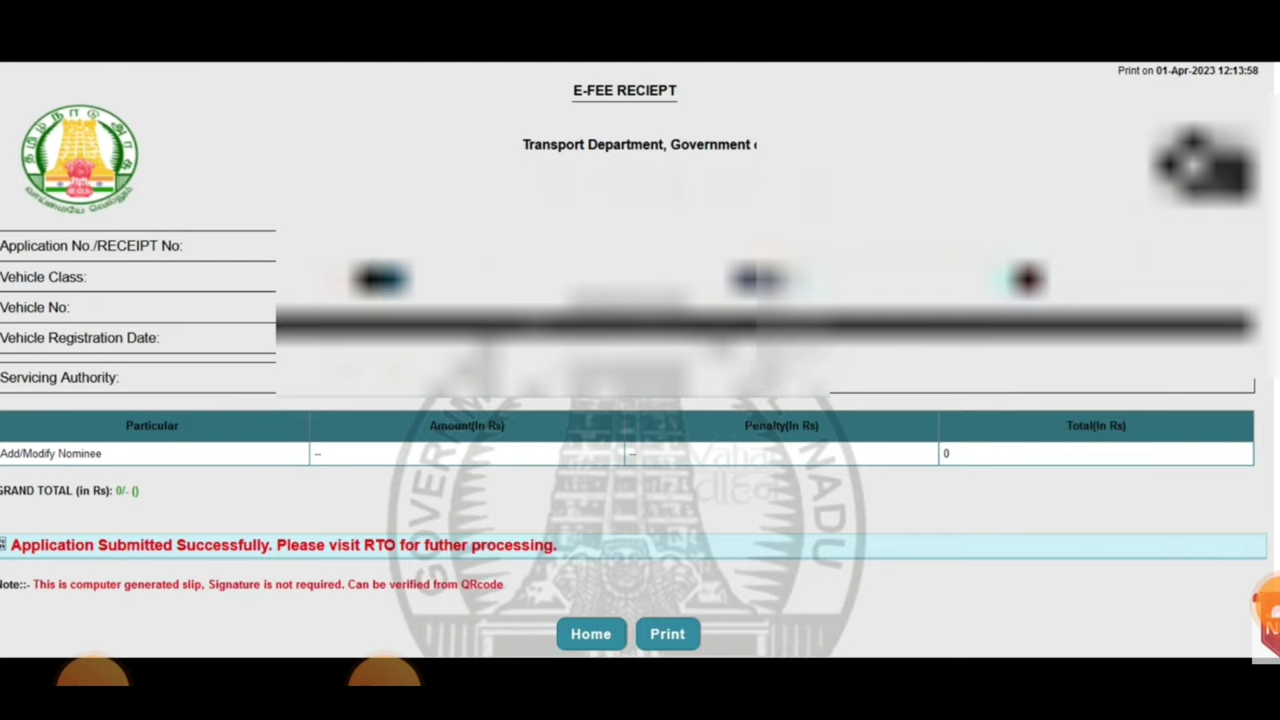 Print on 01-Apr-2023 12:13:58
E-FEE RECIEPT
Transport Department, Government
தமிழ்நாடு அரசு
வாய்மையே வெல்லும்
Application No./RECEIPT No:
Vehicle Class:
Vehicle No:
Vehicle Registration Date:
Servicing Authority:
Particular Amount(In Rs) Penalty(In Rs) Total(In Rs)
Add/Modify Nominee -- -- 0
GRAND TOTAL (in Rs): 0/- ()
Application Submitted Successfully. Please visit RTO for futher processing.
Note::- This is computer generated slip, Signature is not required. Can be verified from QRcode
Home Print